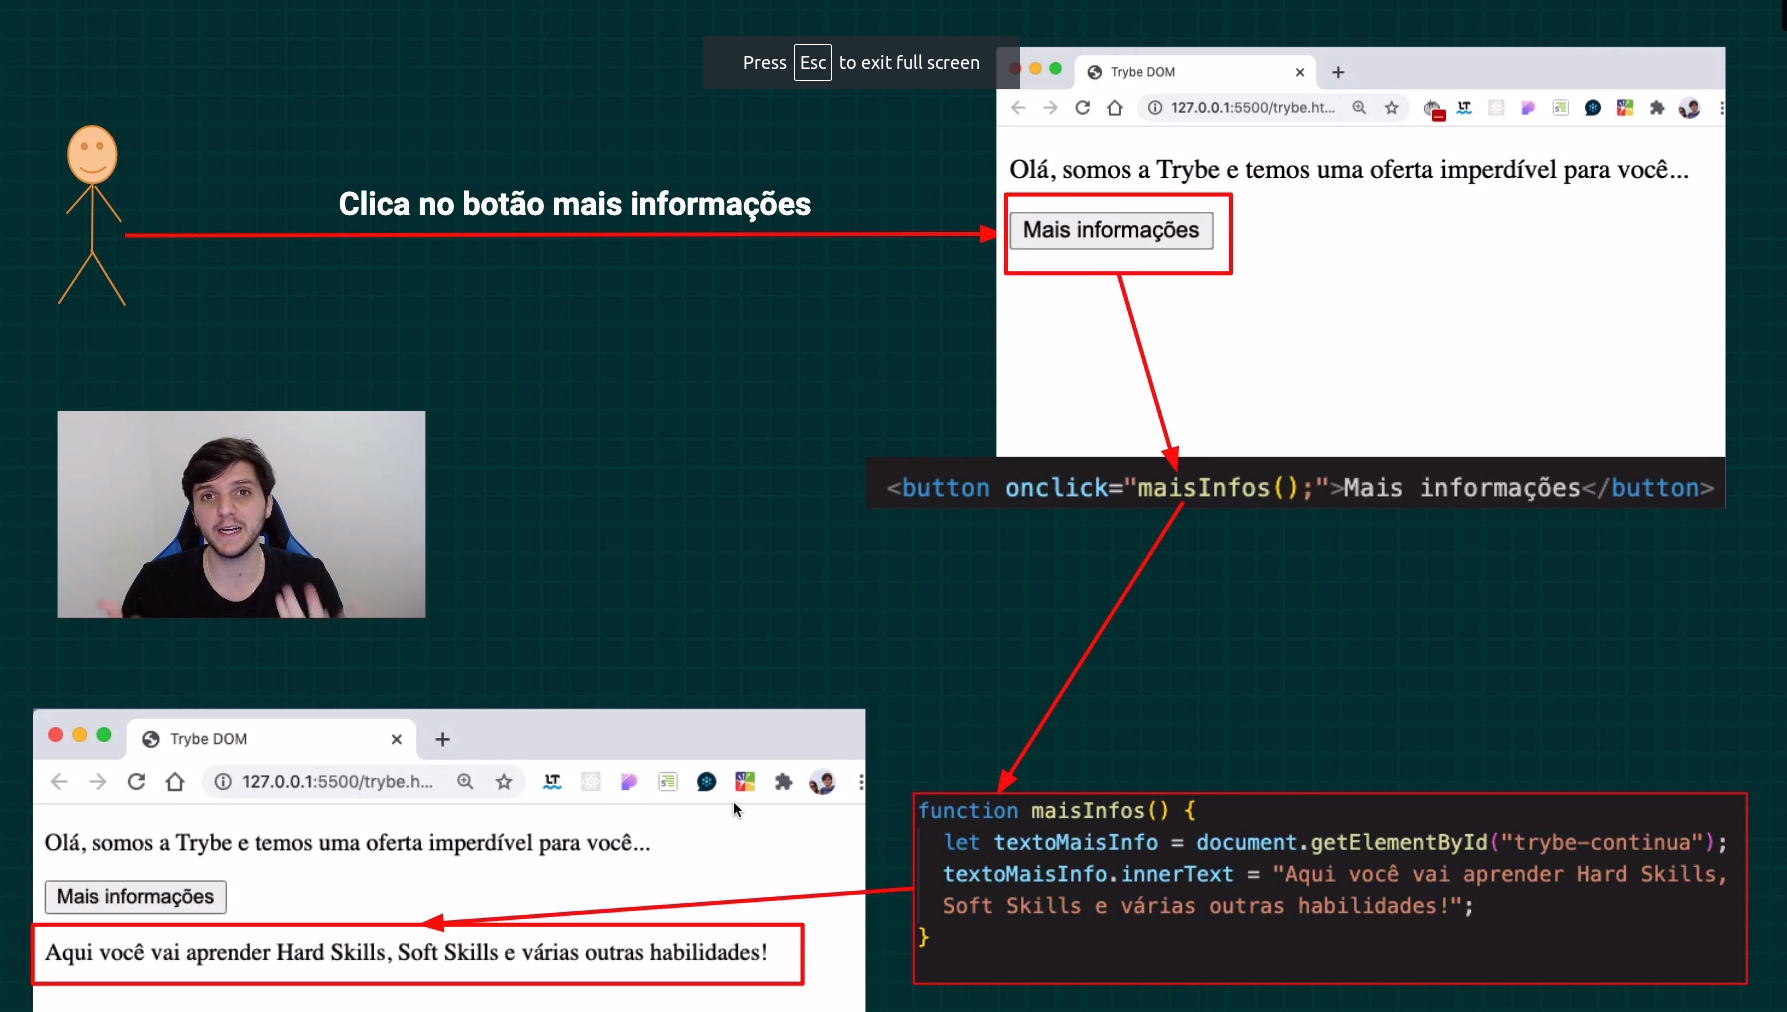 Press Esc to exit full screen
Trybe DOM
127.0.0.1:5500/trybe.ht...
LT
Olá, somos a Trybe e temos uma oferta imperdível para você...
Clica no botão mais informações
Mais informações
<button onclick="maisInfos();">Mais informações</button>
Trybe DOM
127.0.0.1:5500/trybe.h...
LT
Olá, somos a Trybe e temos uma oferta imperdível para você...
Mais informações
Aqui você vai aprender Hard Skills, Soft Skills e várias outras habilidades!
function maisInfos() {
let textoMaisInfo = document.getElementById("trybe-continua");
textoMaisInfo.innerText = "Aqui você vai aprender Hard Skills,
Soft Skills e várias outras habilidades!";
}